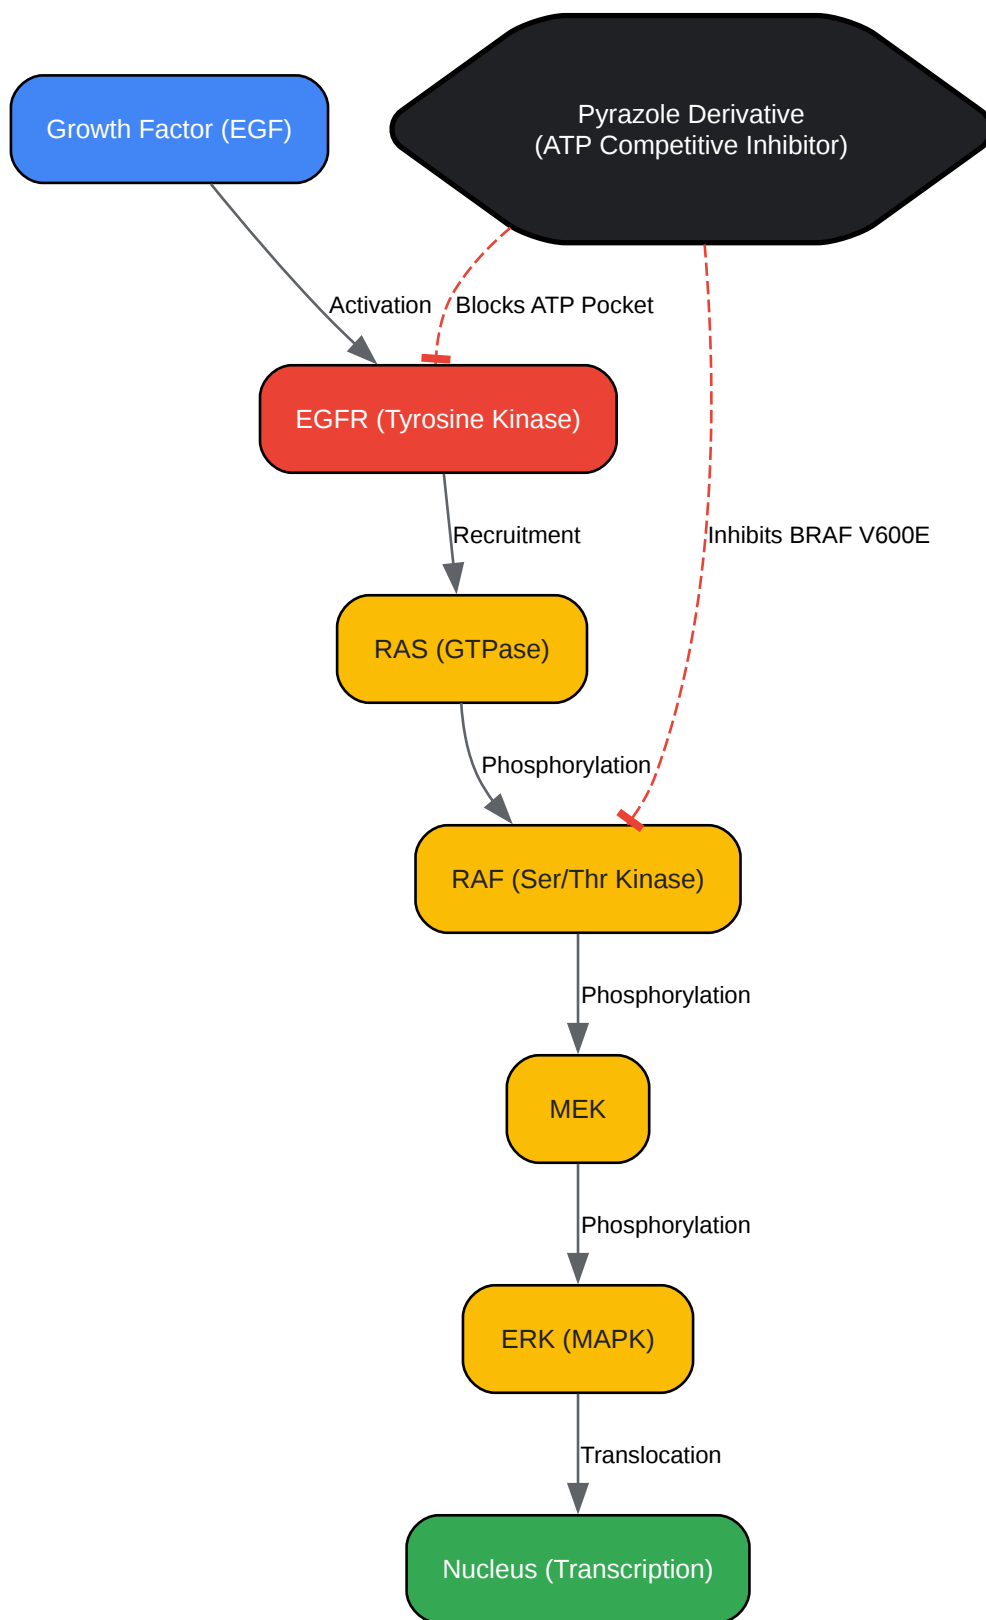 Growth Factor (EGF)
Pyrazole Derivative
(ATP Competitive Inhibitor)
Activation
Blocks ATP Pocket
EGFR (Tyrosine Kinase)
Recruitment
Inhibits BRAF V600E
RAS (GTPase)
Phosphorylation
RAF (Ser/Thr Kinase)
Phosphorylation
MEK
Phosphorylation
ERK (MAPK)
Translocation
Nucleus (Transcription)